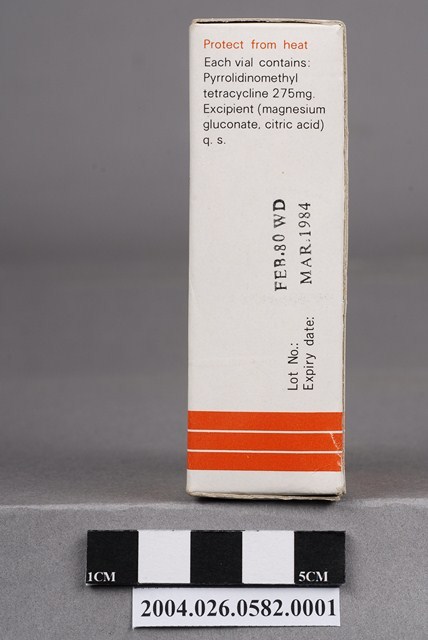 Protect from heat
Each vial contains:
Pyrrolidinomethyl
tetracycline 275mg.
Excipient (magnesium
gluconate, citric acid)
q. s.
Lot No.: FEB.80 WD
Expiry date: MAR.1984
1CM 5CM
2004.026.0582.0001